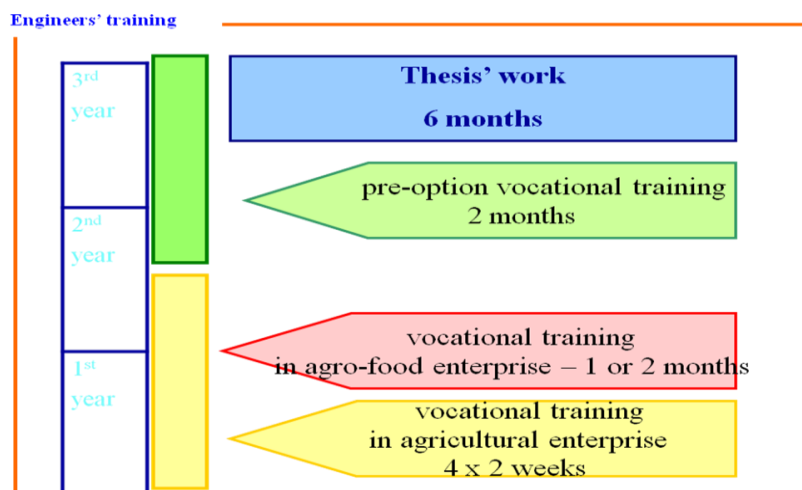 Engineers' training
3rd
year
Thesis' work
6 months
pre-option vocational training
2 months
2nd
year
vocational training
in agro-food enterprise – 1 or 2 months
1st
year
vocational training
in agricultural enterprise
4 x 2 weeks